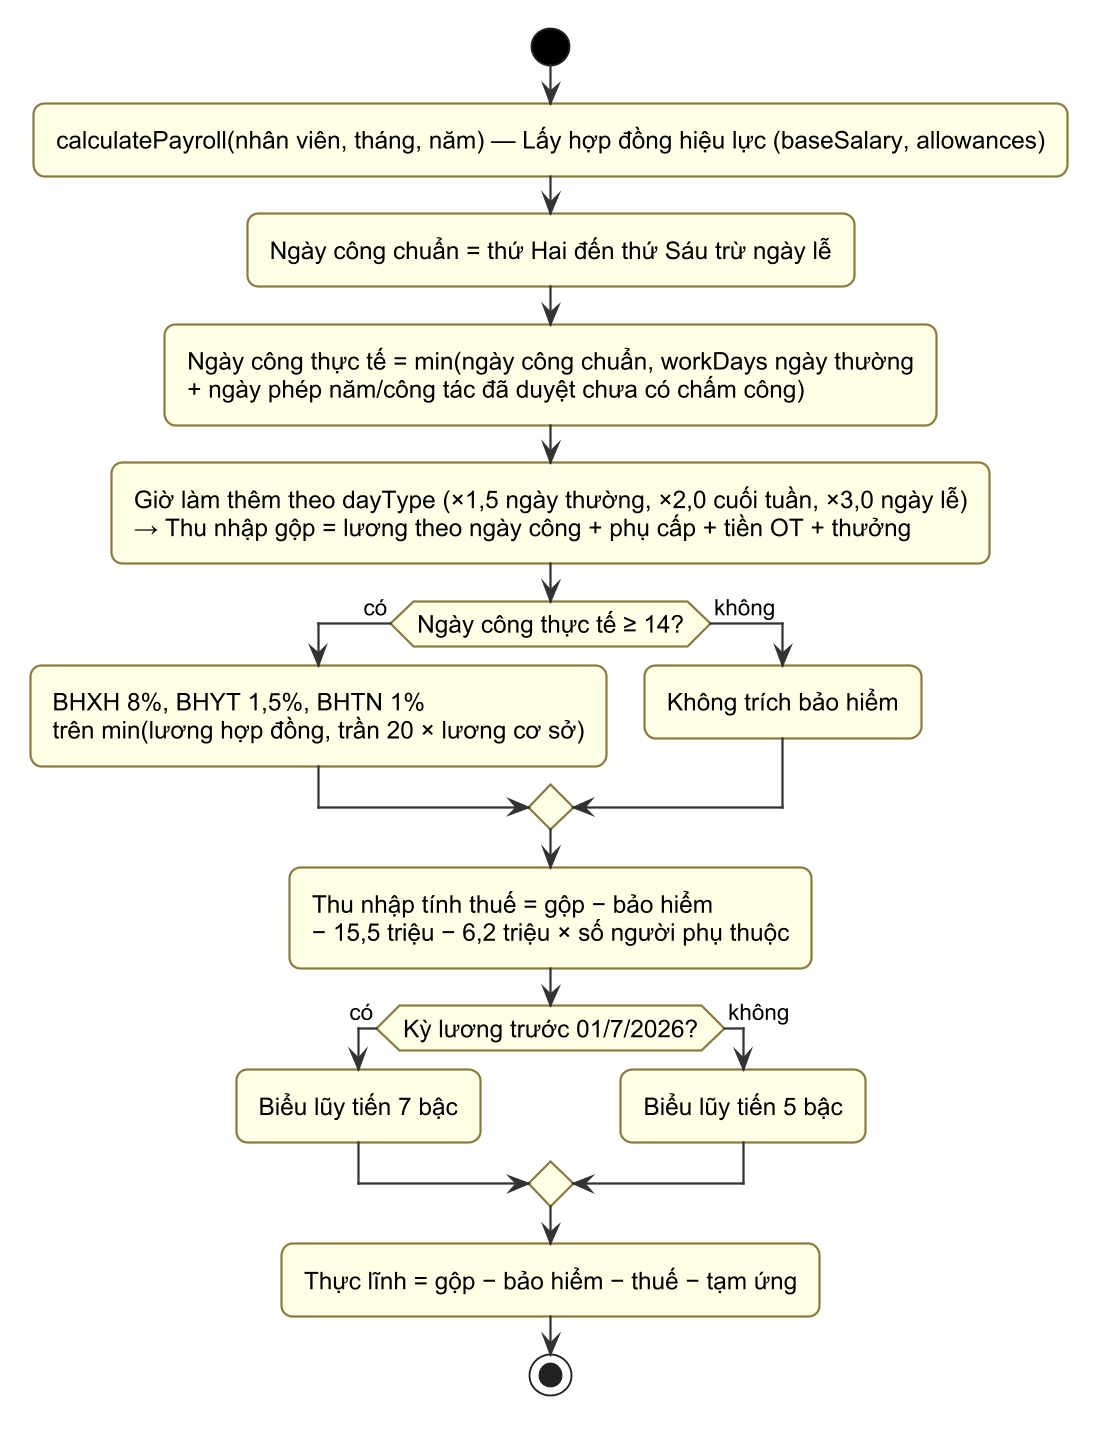 calculatePayroll(nhân viên, tháng, năm) — Lấy hợp đồng hiệu lực (baseSalary, allowances)
Ngày công chuẩn = thứ Hai đến thứ Sáu trừ ngày lễ
Ngày công thực tế = min(ngày công chuẩn, workDays ngày thường
+ ngày phép năm/công tác đã duyệt chưa có chấm công)
Giờ làm thêm theo dayType (×1,5 ngày thường, ×2,0 cuối tuần, ×3,0 ngày lễ)
→ Thu nhập gộp = lương theo ngày công + phụ cấp + tiền OT + thưởng
có
Ngày công thực tế ≥ 14?
không
BHXH 8%, BHYT 1,5%, BHTN 1%
trên min(lương hợp đồng, trần 20 × lương cơ sở)
Không trích bảo hiểm
Thu nhập tính thuế = gộp − bảo hiểm
− 15,5 triệu − 6,2 triệu × số người phụ thuộc
có
Kỳ lương trước 01/7/2026?
không
Biểu lũy tiến 7 bậc
Biểu lũy tiến 5 bậc
Thực lĩnh = gộp − bảo hiểm − thuế − tạm ứng